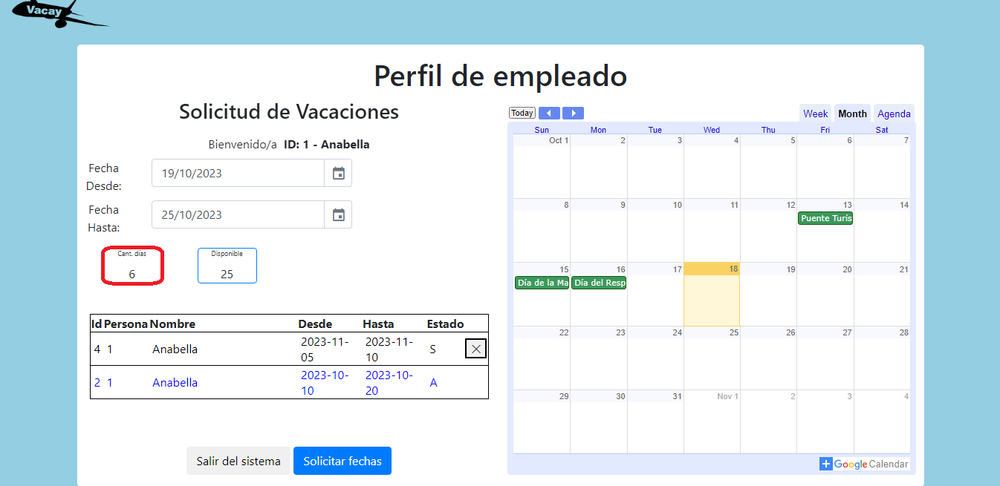 Vacay
Perfil de empleado
Solicitud de Vacaciones
Bienvenido/a ID: 1 - Anabella
Fecha
Desde:
19/10/2023
Fecha
Hasta:
25/10/2023
Cant. días
6
Disponible
25
Id Persona Nombre Desde Hasta Estado
4 1 Anabella 2023-11-05 2023-11-10 S
2 1 Anabella 2023-10-10 2023-10-20 A
Salir del sistema
Solicitar fechas
Today
Week Month Agenda
Sun Mon Tue Wed Thu Fri Sat
Oct 1 2 3 4 5 6 7
8 9 10 11 12 13 14
Puente Turís
15 16 17 18 19 20 21
Día de la Ma Día del Resp
22 23 24 25 26 27 28
29 30 31 Nov 1 2 3 4
Google Calendar